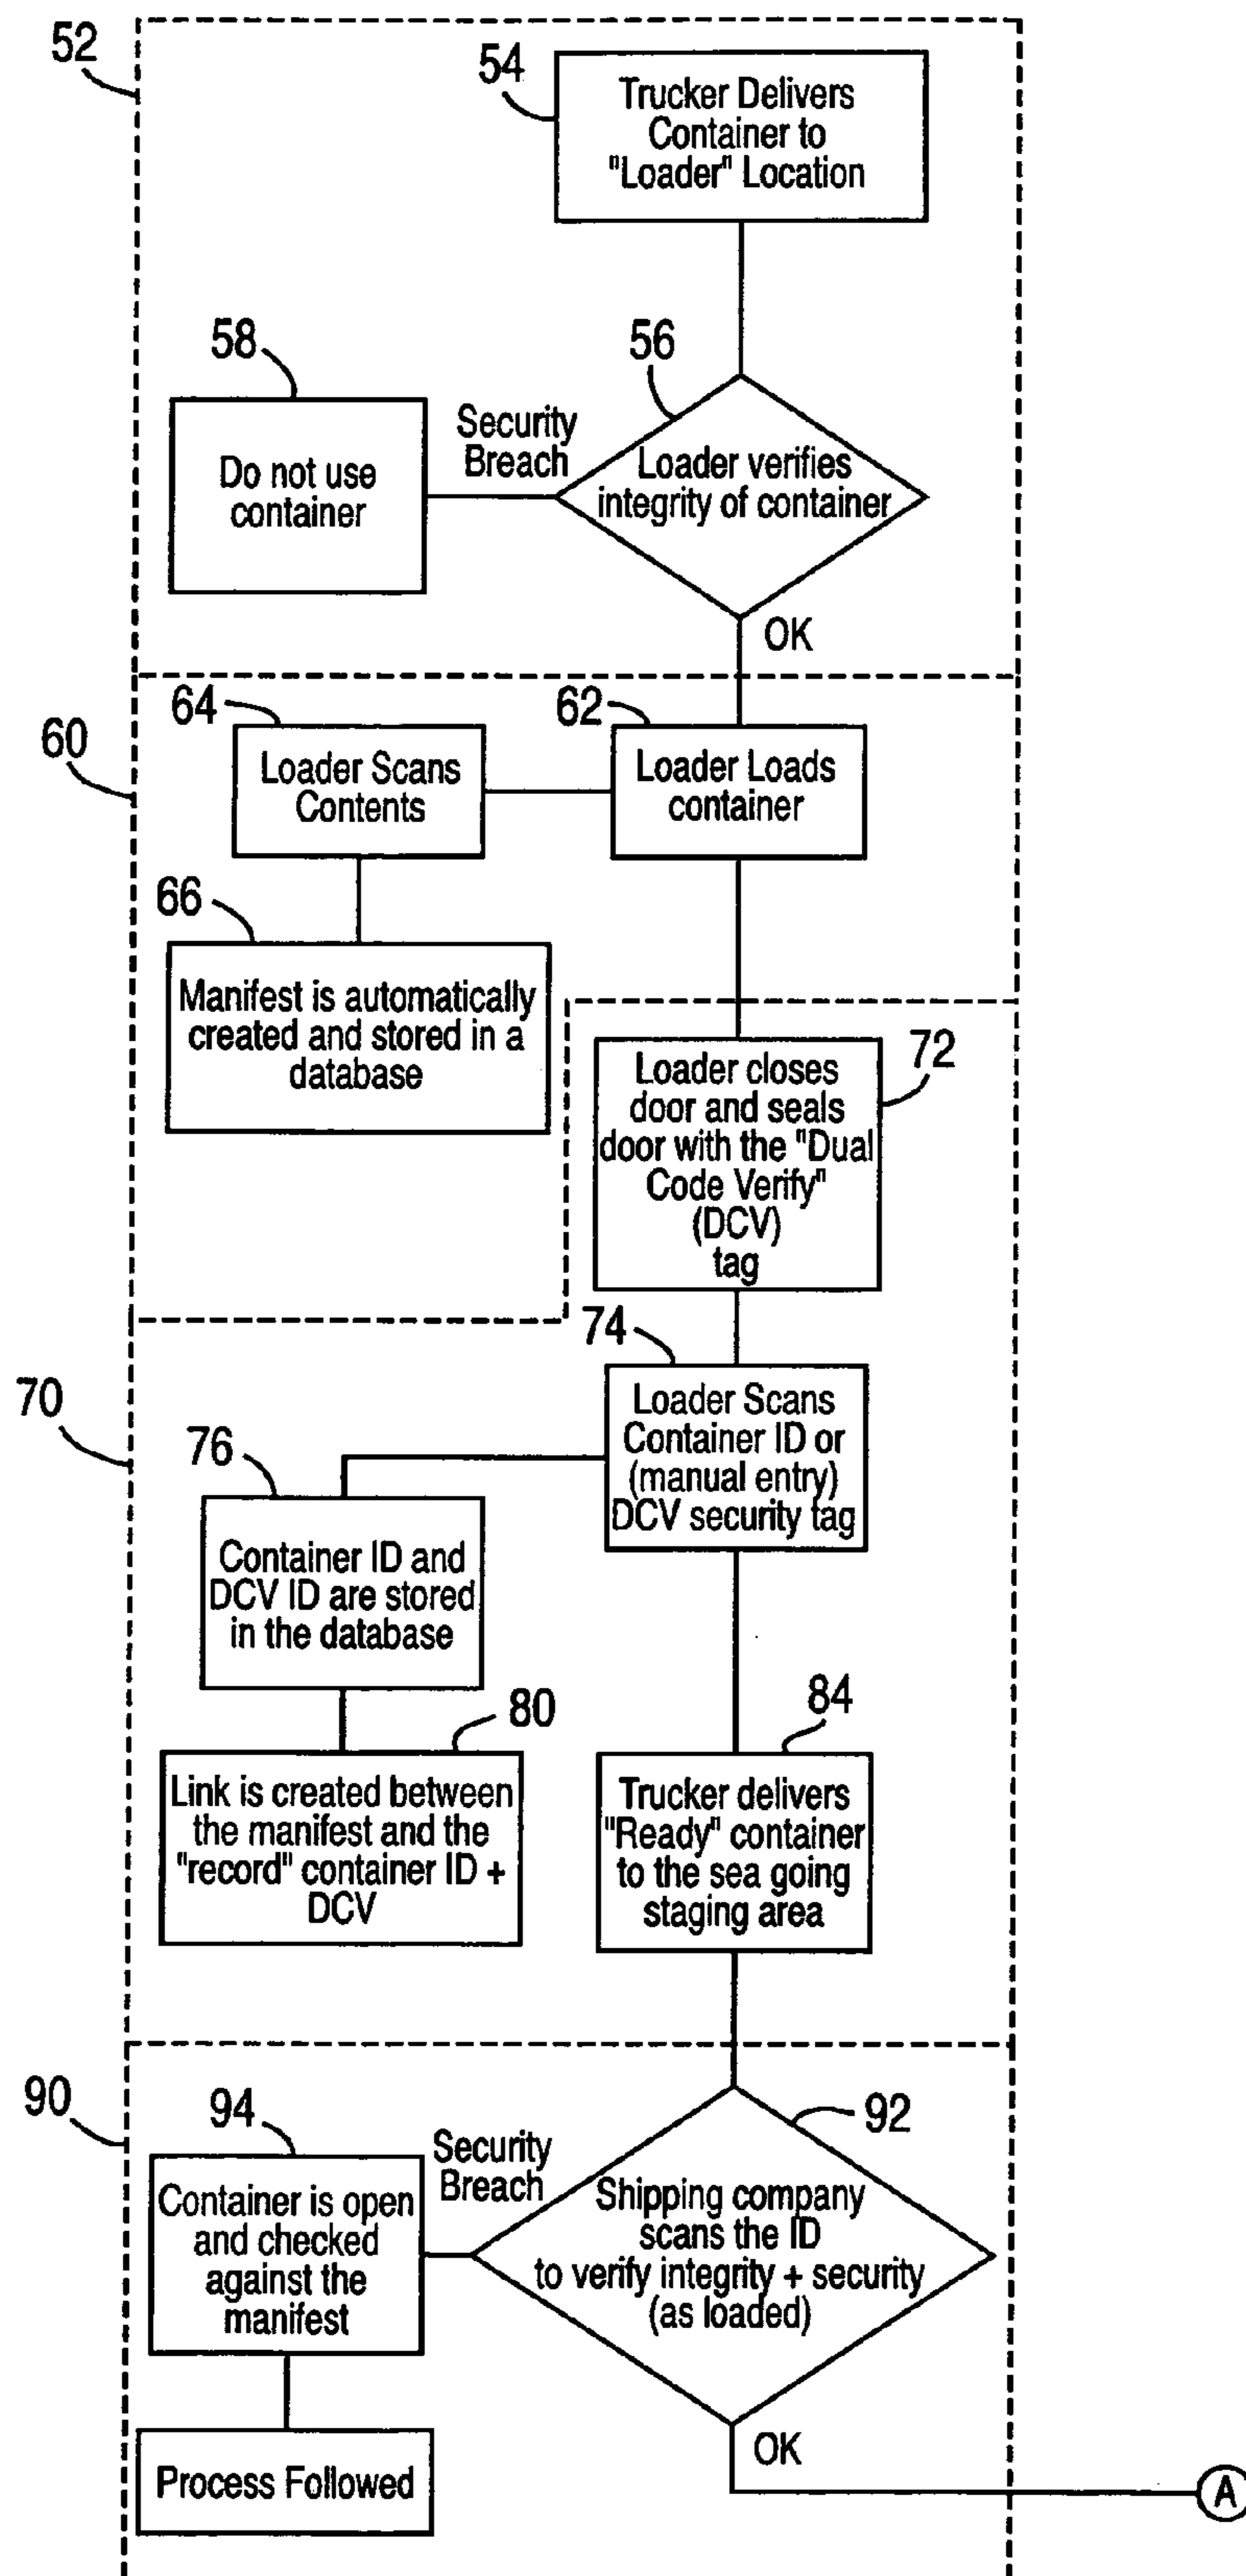 52
54
Trucker Delivers
Container to
"Loader" Location
58
56
Security
Breach
Do not use
container
Loader verifies
integrity of container
OK
60
64
62
Loader Scans
Contents
Loader Loads
container
66
Manifest is automatically
created and stored in a
database
72
Loader closes
door and seals
door with the "Dual
Code Verify"
(DCV)
tag
70
74
Loader Scans
Container ID or
(manual entry)
DCV security tag
76
Container ID and
DCV ID are stored
in the database
80
Link is created between
the manifest and the
"record" container ID +
DCV
84
Trucker delivers
"Ready" container
to the sea going
staging area
90
94
92
Security
Breach
Container is open
and checked
against the
manifest
Shipping company
scans the ID
to verify integrity + security
(as loaded)
OK
Process Followed
A